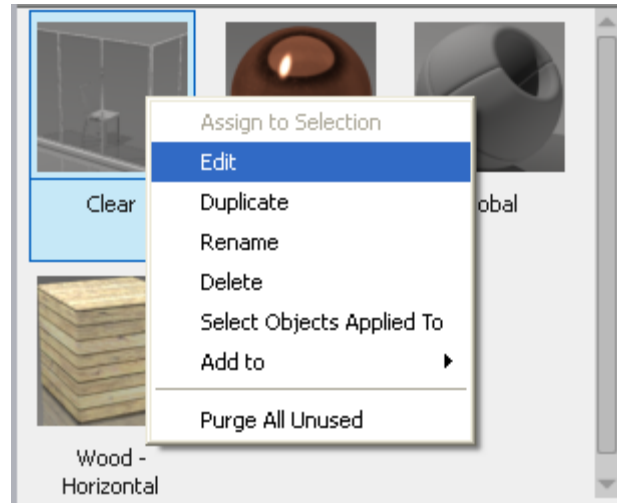 Assign to Selection
Edit
Clear
Duplicate
obal
Rename
Delete
Select Objects Applied To
Add to
Purge All Unused
Wood -
Horizontal